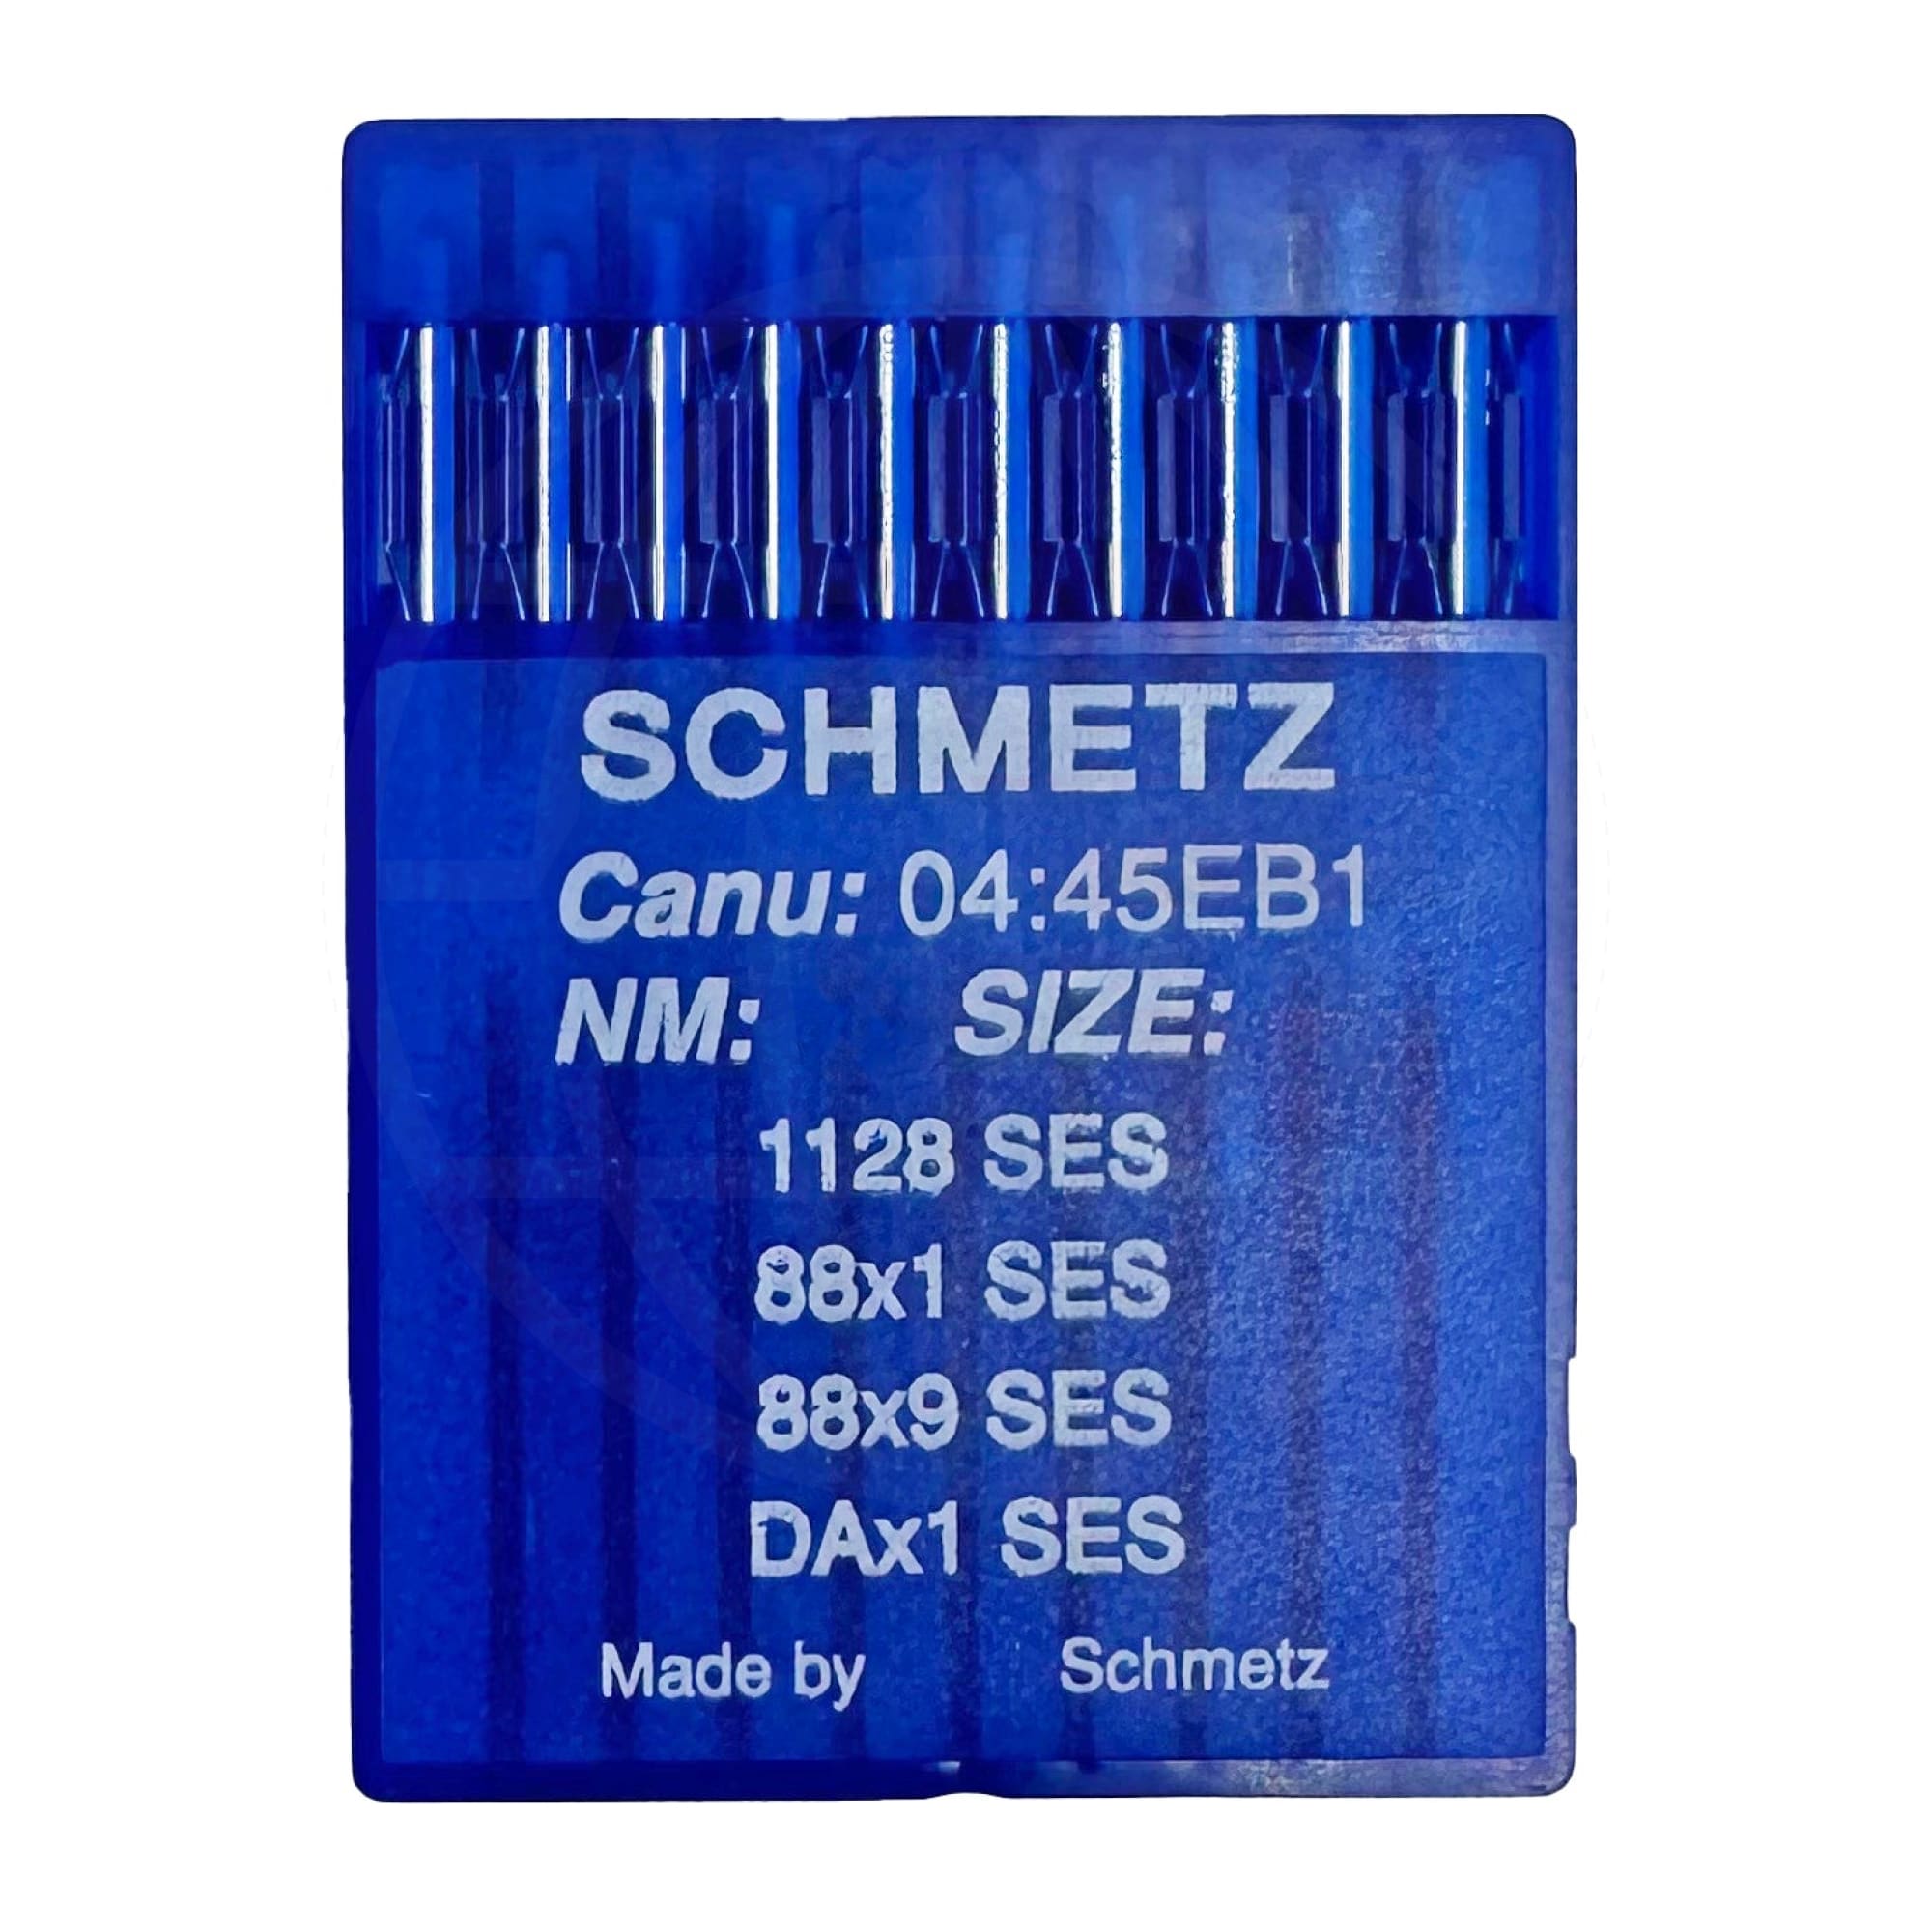 SCHMETZ
Canu: 04:45EB1
NM: SIZE:
1128 SES
88x1 SES
88x9 SES
DAx1 SES
Made by Schmetz